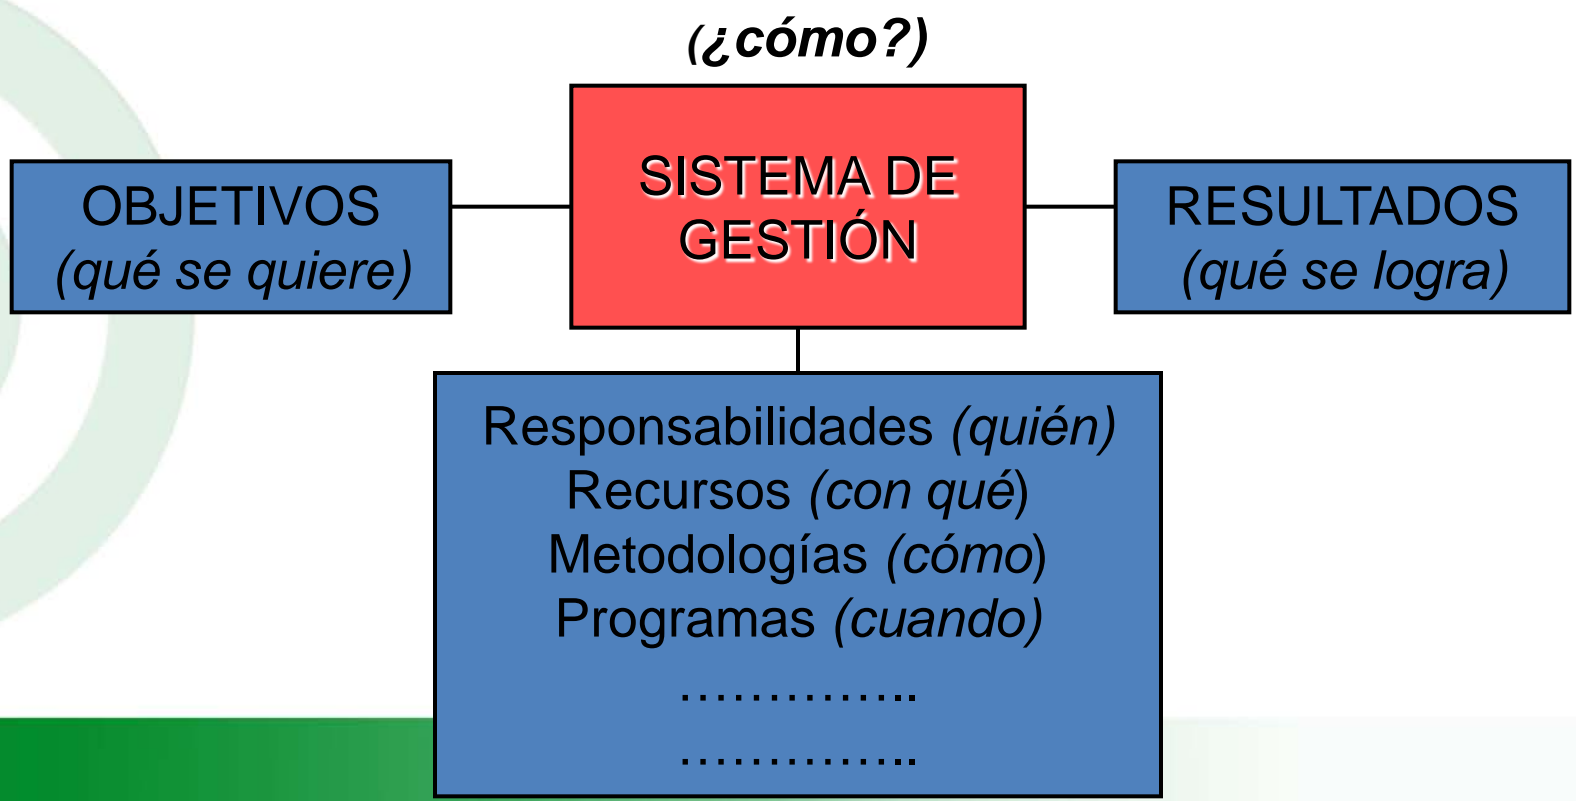 (¿cómo?)
SISTEMA DE
GESTIÓN
OBJETIVOS
(qué se quiere)
RESULTADOS
(qué se logra)
Responsabilidades (quién)
Recursos (con qué)
Metodologías (cómo)
Programas (cuando)
…………..
…………..